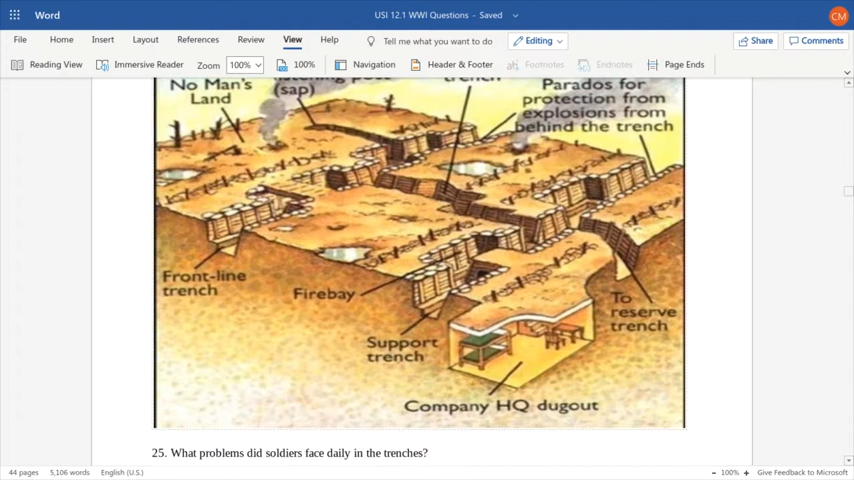 Word
USI 12.1 WWI Questions - Saved
CM
File Home Insert Layout References Review View Help Tell me what you want to do Editing Share Comments
Reading View Immersive Reader Zoom 100% 100% Navigation Header & Footer Footnotes Endnotes Page Ends
No Man's
Land
listening post
(sap)
trench
Parados for
protection from
explosions from
behind the trench
Front-line
trench
Firebay
Support
trench
To
reserve
trench
Company HQ dugout
25. What problems did soldiers face daily in the trenches?
44 pages 5,106 words English (U.S.) - 100% + Give Feedback to Microsoft